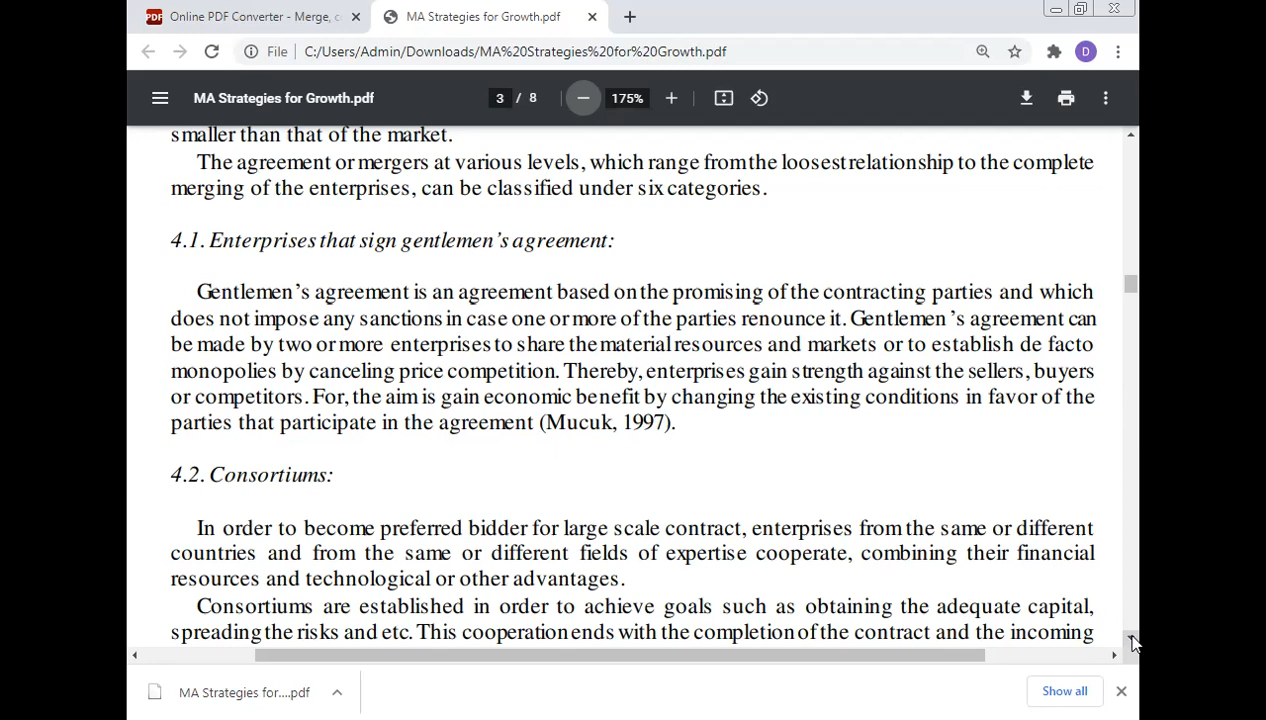 Online PDF Converter - Merge, c
MA Strategies for Growth.pdf
File
C:/Users/Admin/Downloads/MA%20Strategies%20for%20Growth.pdf
D
MA Strategies for Growth.pdf
3 / 8
175%
smaller than that of the market.
The agreement or mergers at various levels, which range from the loosest relationship to the complete
merging of the enterprises, can be classified under six categories.
4.1. Enterprises that sign gentlemen's agreement:
Gentlemen's agreement is an agreement based on the promising of the contracting parties and which
does not impose any sanctions in case one or more of the parties renounce it. Gentlemen 's agreement can
be made by two or more enterprises to share the material resources and markets or to establish de facto
monopolies by canceling price competition. Thereby, enterprises gain strength against the sellers, buyers
or competitors. For, the aim is gain economic benefit by changing the existing conditions in favor of the
parties that participate in the agreement (Mucuk, 1997).
4.2. Consortiums:
In order to become preferred bidder for large scale contract, enterprises from the same or different
countries and from the same or different fields of expertise cooperate, combining their financial
resources and technological or other advantages.
Consortiums are established in order to achieve goals such as obtaining the adequate capital,
spreading the risks and etc. This cooperation ends with the completion of the contract and the incoming
MA Strategies for....pdf
Show all